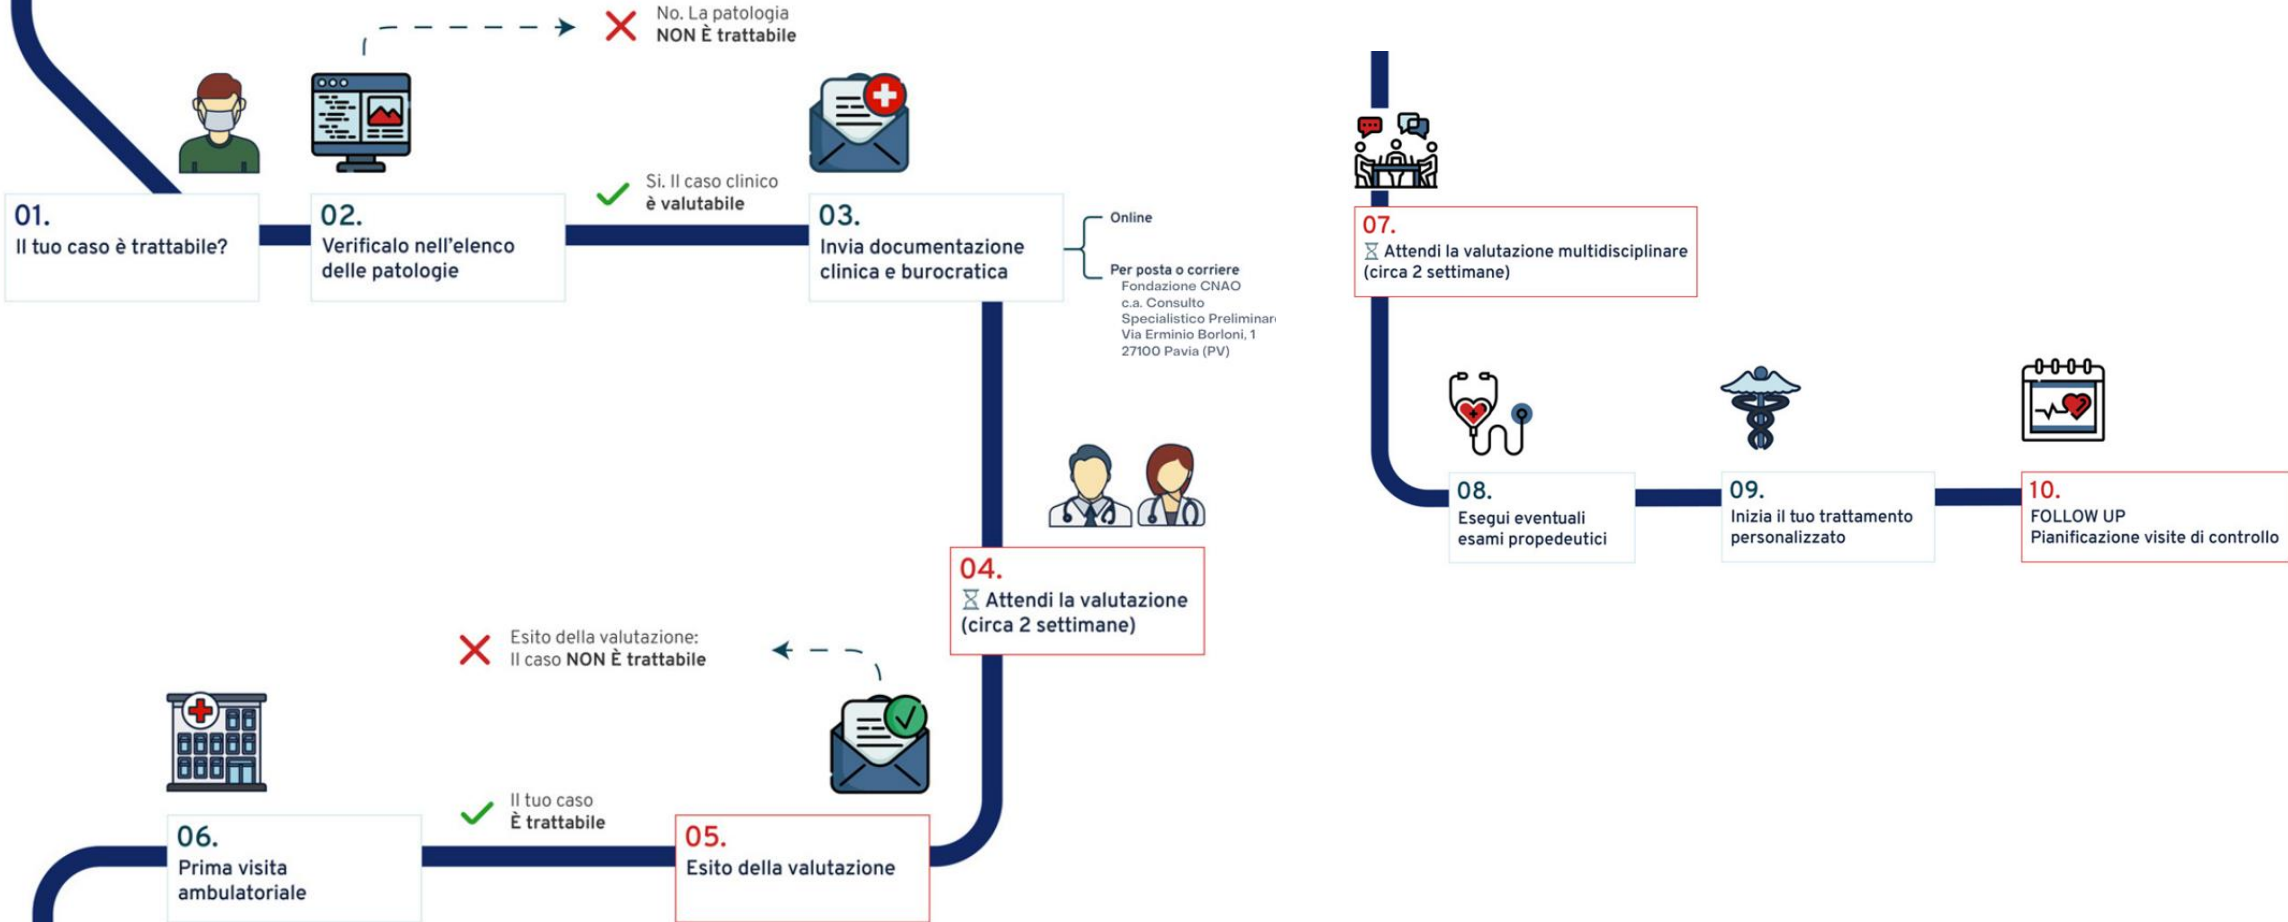 No. La patologia
NON È trattabile
01.
Il tuo caso è trattabile?
02.
Verificalo nell'elenco
delle patologie
Si. Il caso clinico
è valutabile
03.
Invia documentazione
clinica e burocratica
Online
Per posta o corriere
Fondazione CNAO
c.a. Consulto
Specialistico Preliminar
Via Erminio Borloni, 1
27100 Pavia (PV)
04.
Attendi la valutazione
(circa 2 settimane)
Esito della valutazione:
Il caso NON È trattabile
05.
Esito della valutazione
Il tuo caso
È trattabile
06.
Prima visita
ambulatoriale
07.
Attendi la valutazione multidisciplinare
(circa 2 settimane)
08.
Esegui eventuali
esami propedeutici
09.
Inizia il tuo trattamento
personalizzato
10.
FOLLOW UP
Pianificazione visite di controllo